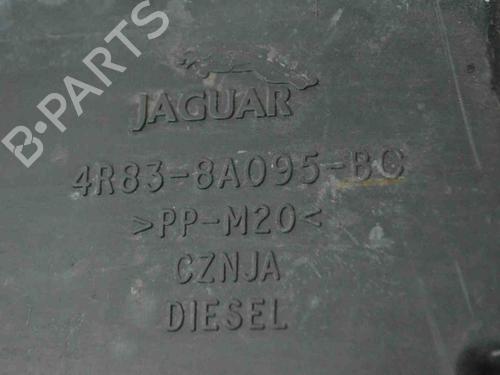 B-PARTS
JAGUAR
4R83-8A095-BC
>PP-M20<
CZNJA
DIESEL